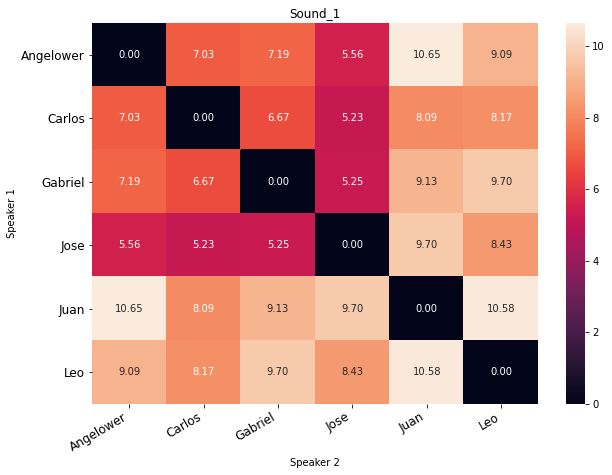 Sound_1
Speaker 1
Angelower 0.00 7.03 7.19 5.56 10.65 9.09
Carlos 7.03 0.00 6.67 5.23 8.09 8.17
Gabriel 7.19 6.67 0.00 5.25 9.13 9.70
Jose 5.56 5.23 5.25 0.00 9.70 8.43
Juan 10.65 8.09 9.13 9.70 0.00 10.58
Leo 9.09 8.17 9.70 8.43 10.58 0.00
Angelower Carlos Gabriel Jose Juan Leo
Speaker 2
10
8
6
4
2
0